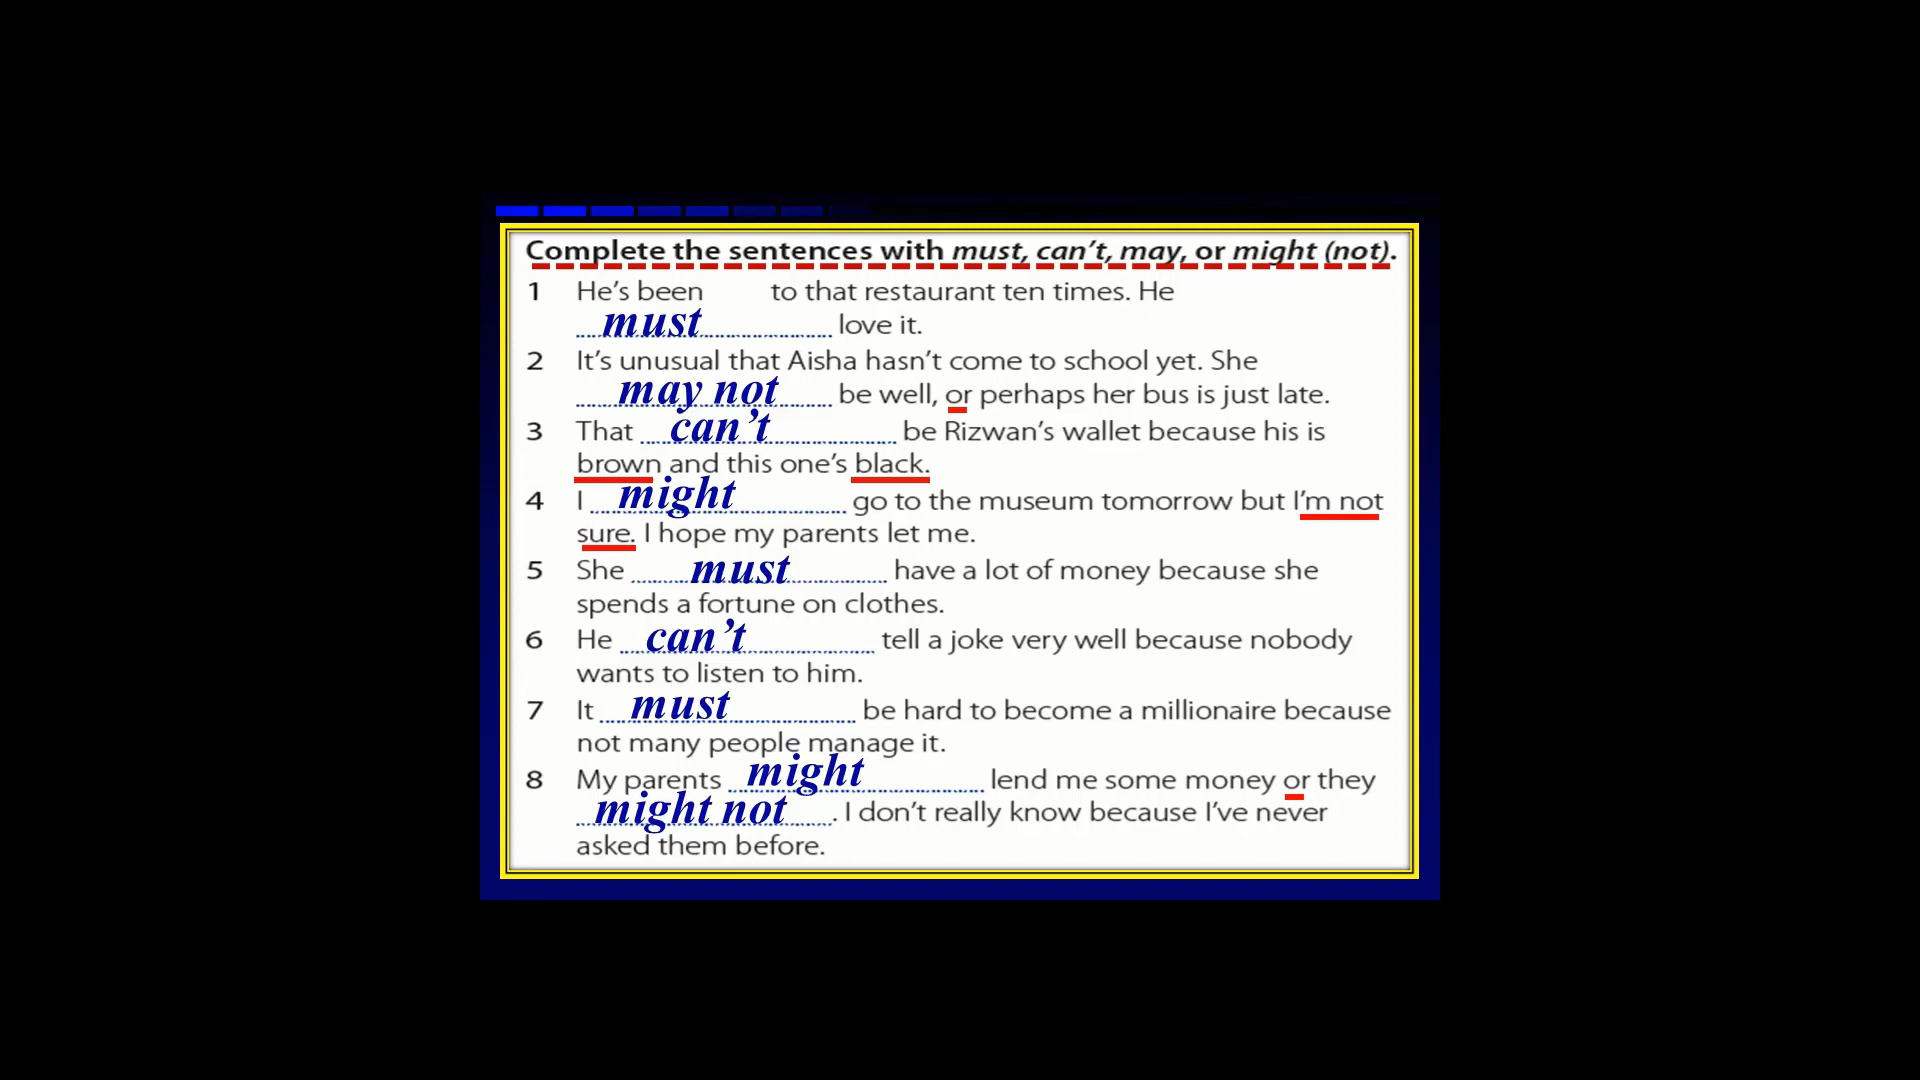 Complete the sentences with must, can't, may, or might (not).
1 He's been to that restaurant ten times. He
must love it.
2 It's unusual that Aisha hasn't come to school yet. She
may not be well, or perhaps her bus is just late.
3 That can't be Rizwan's wallet because his is
brown and this one's black.
4 I might go to the museum tomorrow but I'm not
sure. I hope my parents let me.
5 She must have a lot of money because she
spends a fortune on clothes.
6 He can't tell a joke very well because nobody
wants to listen to him.
7 It must be hard to become a millionaire because
not many people manage it.
8 My parents might lend me some money or they
might not. I don't really know because I've never
asked them before.